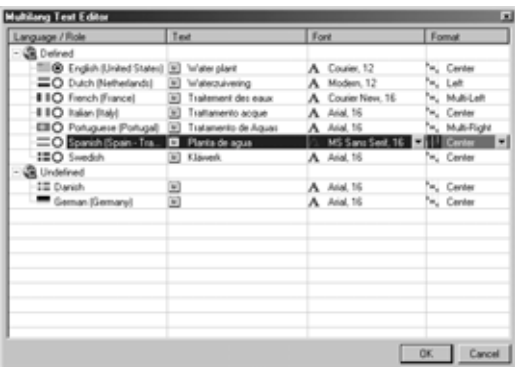 Multilang Text Editor
Language / Role Text Font Format
Defined
English (United States) Water plant Courier, 12 Center
Dutch (Netherlands) Waterzuivering Modern, 12 Left
French (France) Traitement des eaux Courier New, 16 Multi-Left
Italian (Italy) Trattamento acque Arial, 16 Center
Portuguese (Portugal) Tratamento de Aguas Arial, 16 Multi-Right
Spanish (Spain - Tra... Planta de agua MS Sans Serif, 16 Center
Swedish Klawerk Arial, 16 Center
Undefined
Danish Arial, 16 Center
German (Germany) Arial, 16 Center
OK Cancel